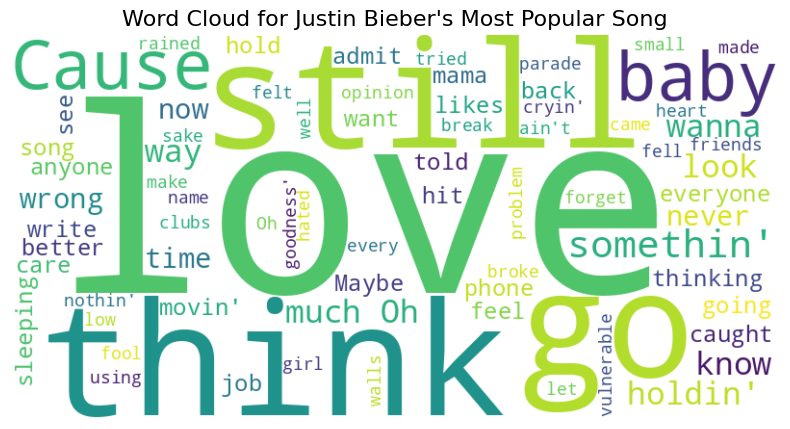 Word Cloud for Justin Bieber's Most Popular Song
rained hold admit tried small made
Cause still mama parade baby
felt opinion likes back cryin' heart
see now well want break ain't came wanna
song sake way love told fell friends
anyone make hit problem look
wrong name goodness' hated forget everyone
write clubs Oh never
better time every somethin'
care Maybe broke thinking
sleeping nothin' movin' much Oh phone go going
low think feel vulnerable caught
fool girl walls know
using job let holdin'